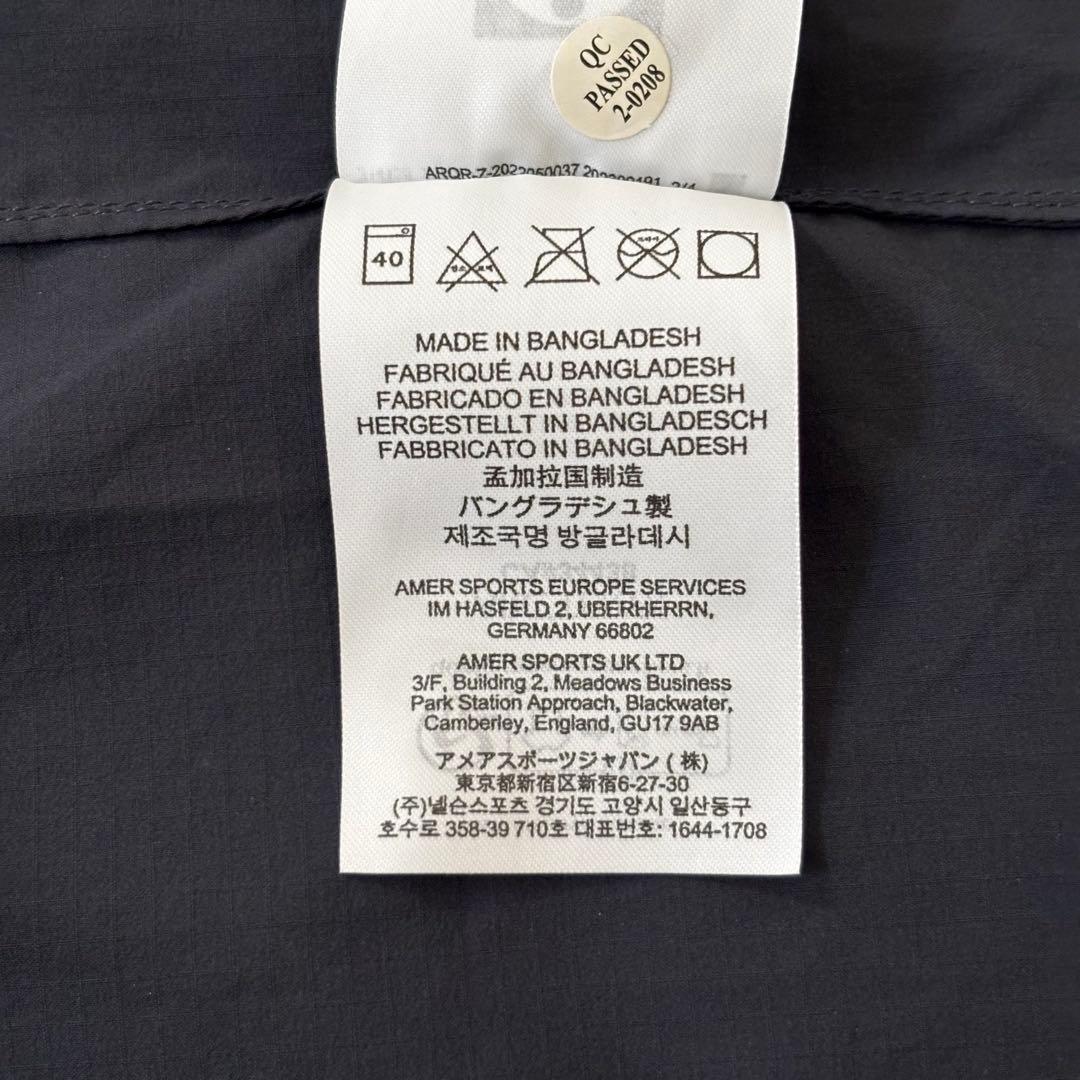 QC
PASSED
2-0208
40
MADE IN BANGLADESH
FABRIQUÉ AU BANGLADESH
FABRICADO EN BANGLADESH
HERGESTELLT IN BANGLADESCH
FABBRICATO IN BANGLADESH
孟加拉国制造
バングラデシュ製
제조국명 방글라데시
AMER SPORTS EUROPE SERVICES
IM HASFELD 2, UBERHERRN,
GERMANY 66802
AMER SPORTS UK LTD
3/F, Building 2, Meadows Business
Park Station Approach, Blackwater,
Camberley, England, GU17 9AB
アメアスポーツジャパン (株)
東京都新宿区新宿6-27-30
(주)넬슨스포츠 경기도 고양시 일산동구
호수로 358-39 710호 대표번호: 1644-1708